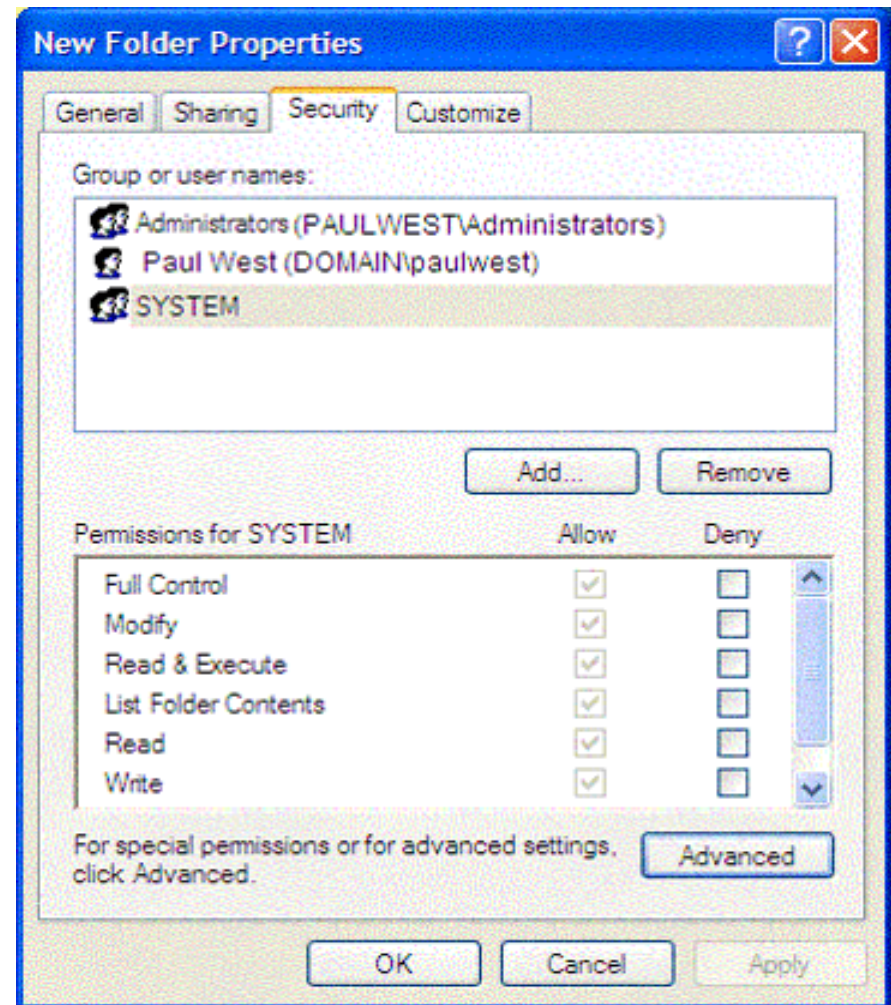 New Folder Properties
General Sharing Security Customize
Group or user names:
Administrators (PAULWEST\Administrators)
Paul West (DOMAIN\paulwest)
SYSTEM
Add... Remove
Permissions for SYSTEM Allow Deny
Full Control
Modify
Read & Execute
List Folder Contents
Read
Write
For special permissions or for advanced settings,
click Advanced.
Advanced
OK Cancel Apply